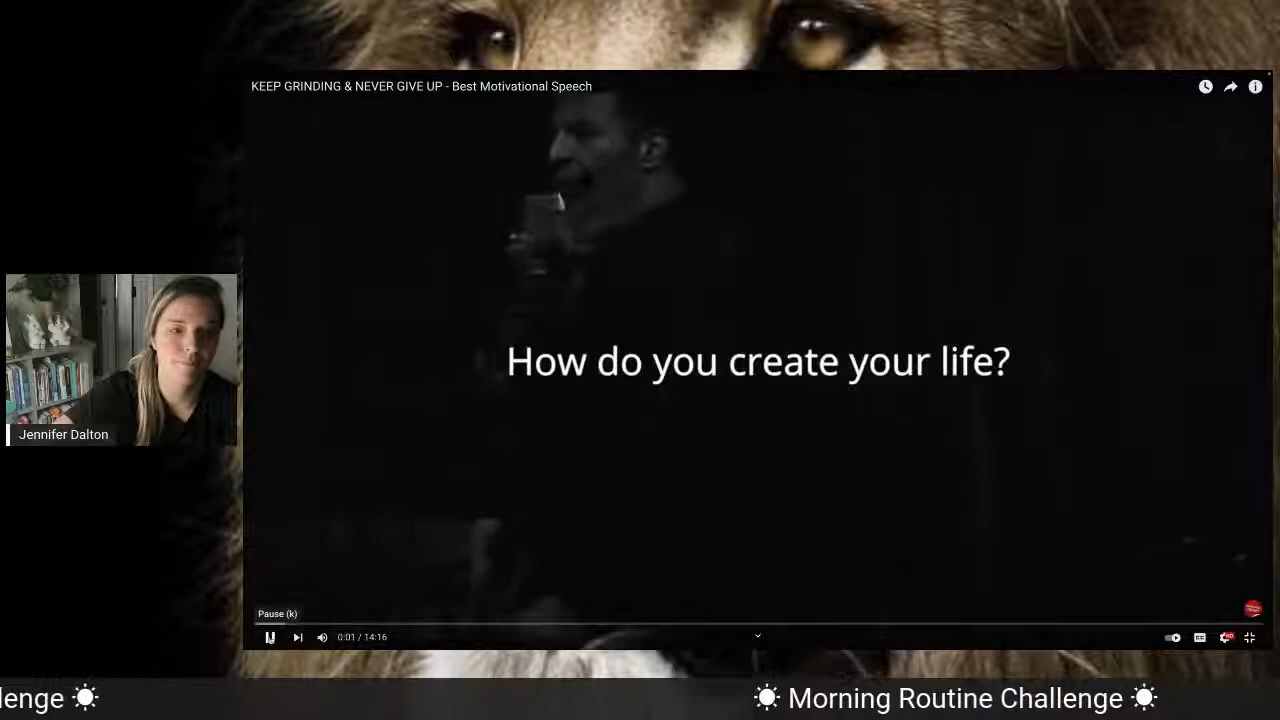 KEEP GRINDING & NEVER GIVE UP - Best Motivational Speech
How do you create your life?
Jennifer Dalton
Pause (k)
0:01 / 14:16
lenge ☀ ☀ Morning Routine Challenge ☀